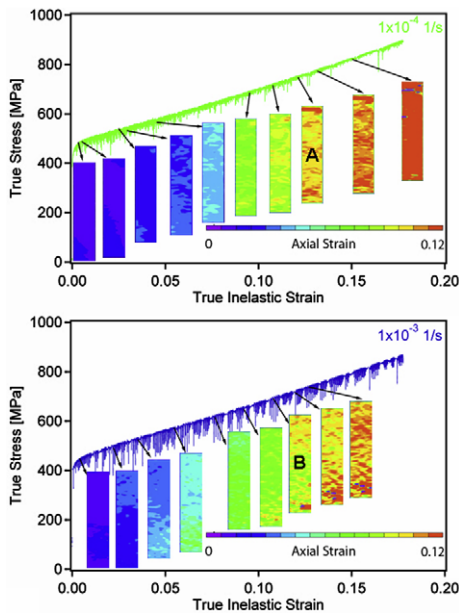 1x10⁻⁴ 1/s
1000
800
600
400
200
0
True Stress [MPa]
A
0
0.12
Axial Strain
0.00
0.05
0.10
0.15
0.20
True Inelastic Strain
1x10⁻³ 1/s
1000
800
600
400
200
0
True Stress [MPa]
B
0
0.12
Axial Strain
0.00
0.05
0.10
0.15
0.20
True Inelastic Strain